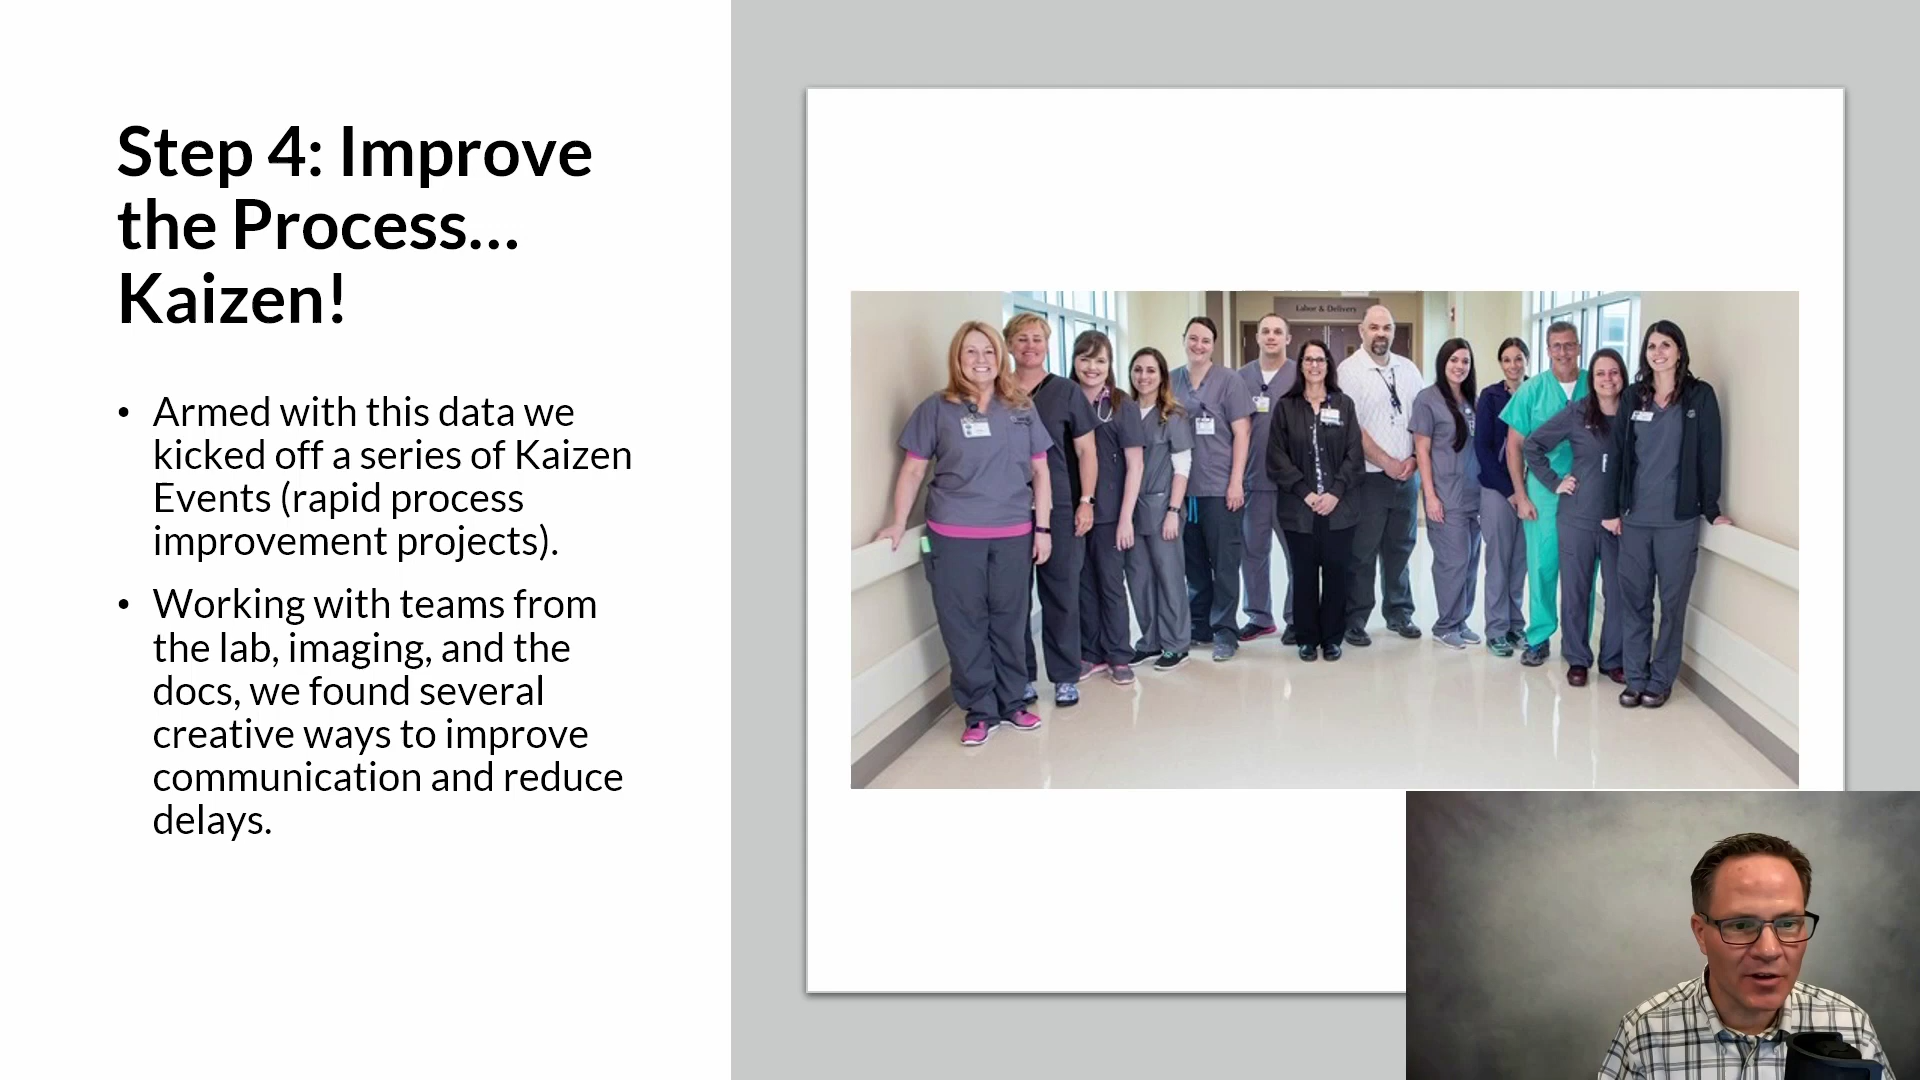 Step 4: Improve
the Process...
Kaizen!
• Armed with this data we
kicked off a series of Kaizen
Events (rapid process
improvement projects).
• Working with teams from
the lab, imaging, and the
docs, we found several
creative ways to improve
communication and reduce
delays.
Labor & Delivery